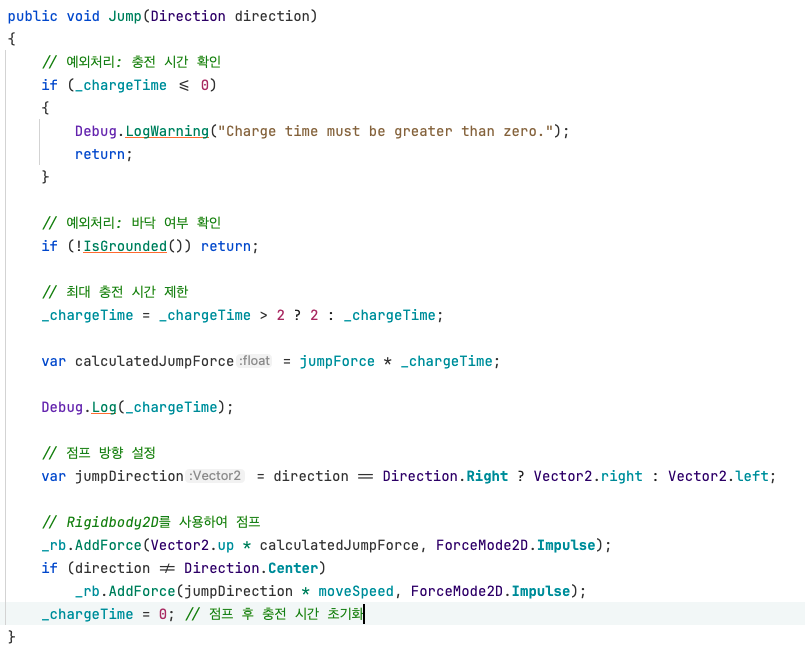 public void Jump(Direction direction)
{
    // 예외처리: 충전 시간 확인
    if (_chargeTime <= 0)
    {
        Debug.LogWarning("Charge time must be greater than zero.");
        return;
    }

    // 예외처리: 바닥 여부 확인
    if (!IsGrounded()) return;

    // 최대 충전 시간 제한
    _chargeTime = _chargeTime > 2 ? 2 : _chargeTime;

    var calculatedJumpForce :float = jumpForce * _chargeTime;

    Debug.Log(_chargeTime);

    // 점프 방향 설정
    var jumpDirection :Vector2 = direction == Direction.Right ? Vector2.right : Vector2.left;

    // Rigidbody2D를 사용하여 점프
    _rb.AddForce(Vector2.up * calculatedJumpForce, ForceMode2D.Impulse);
    if (direction != Direction.Center)
        _rb.AddForce(jumpDirection * moveSpeed, ForceMode2D.Impulse);
    _chargeTime = 0; // 점프 후 충전 시간 초기화
}